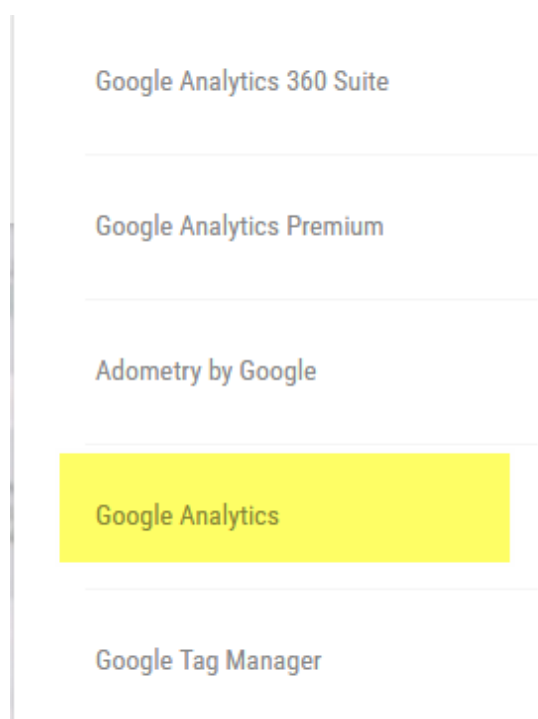 Google Analytics 360 Suite
Google Analytics Premium
Adometry by Google
Google Analytics
Google Tag Manager